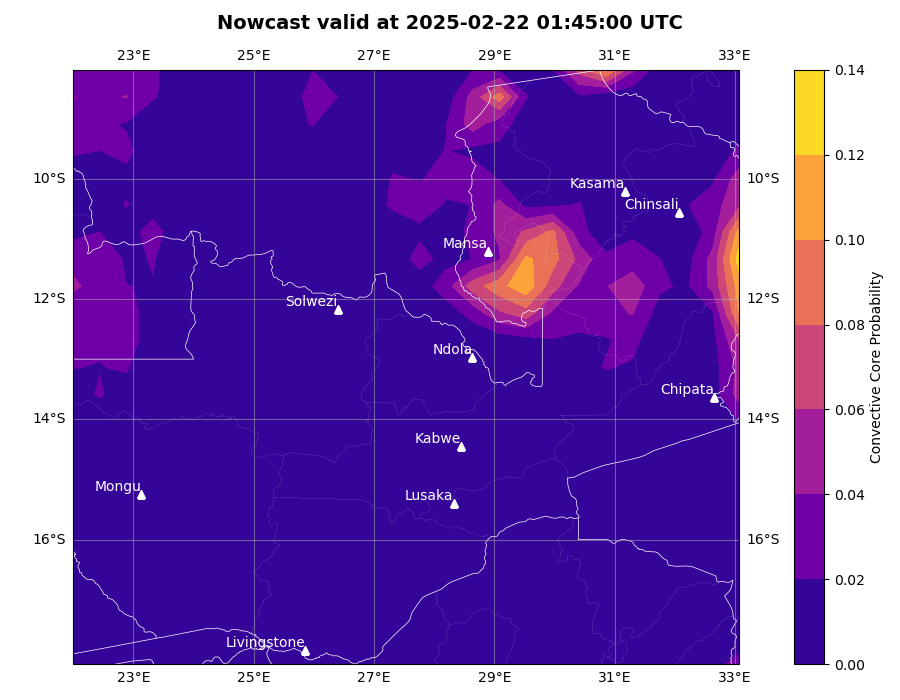 Nowcast valid at 2025-02-22 01:45:00 UTC
23°E 25°E 27°E 29°E 31°E 33°E
0.14
0.12
10°S 10°S
Kasama
Chinsali
0.10
Mansa
12°S 12°S
Solwezi
0.08
Ndola
Convective Core Probability
Chipata
0.06
14°S 14°S
Kabwe
Mongu
Lusaka
0.04
16°S 16°S
0.02
Livingstone
0.00
23°E 25°E 27°E 29°E 31°E 33°E